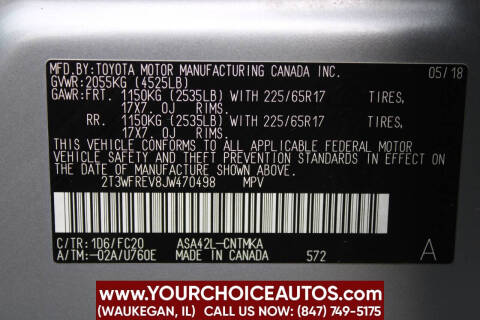 MFD.BY:TOYOTA MOTOR MANUFACTURING CANADA INC. 05/18
GVWR:2055KG (4525LB)
GAWR:FRT. 1150KG (2535LB) WITH 225/65R17 TIRES,
17X7.0J RIMS.
RR. 1150KG (2535LB) WITH 225/65R17 TIRES,
17X7.0J RIMS.
THIS VEHICLE CONFORMS TO ALL APPLICABLE FEDERAL MOTOR
VEHICLE SAFETY AND THEFT PREVENTION STANDARDS IN
EFFECT ON THE DATE OF MANUFACTURE SHOWN ABOVE.
2T3WFREV8JW470498 MPV
C/TR:1D6/FC20 ASA42L-CNTMKA
A/TM:-02A/U760E MADE IN CANADA 572 A
WWW.YOURCHOICEAUTOS.COM
(WAUKEGAN, IL) CALL: (847) 749-5175